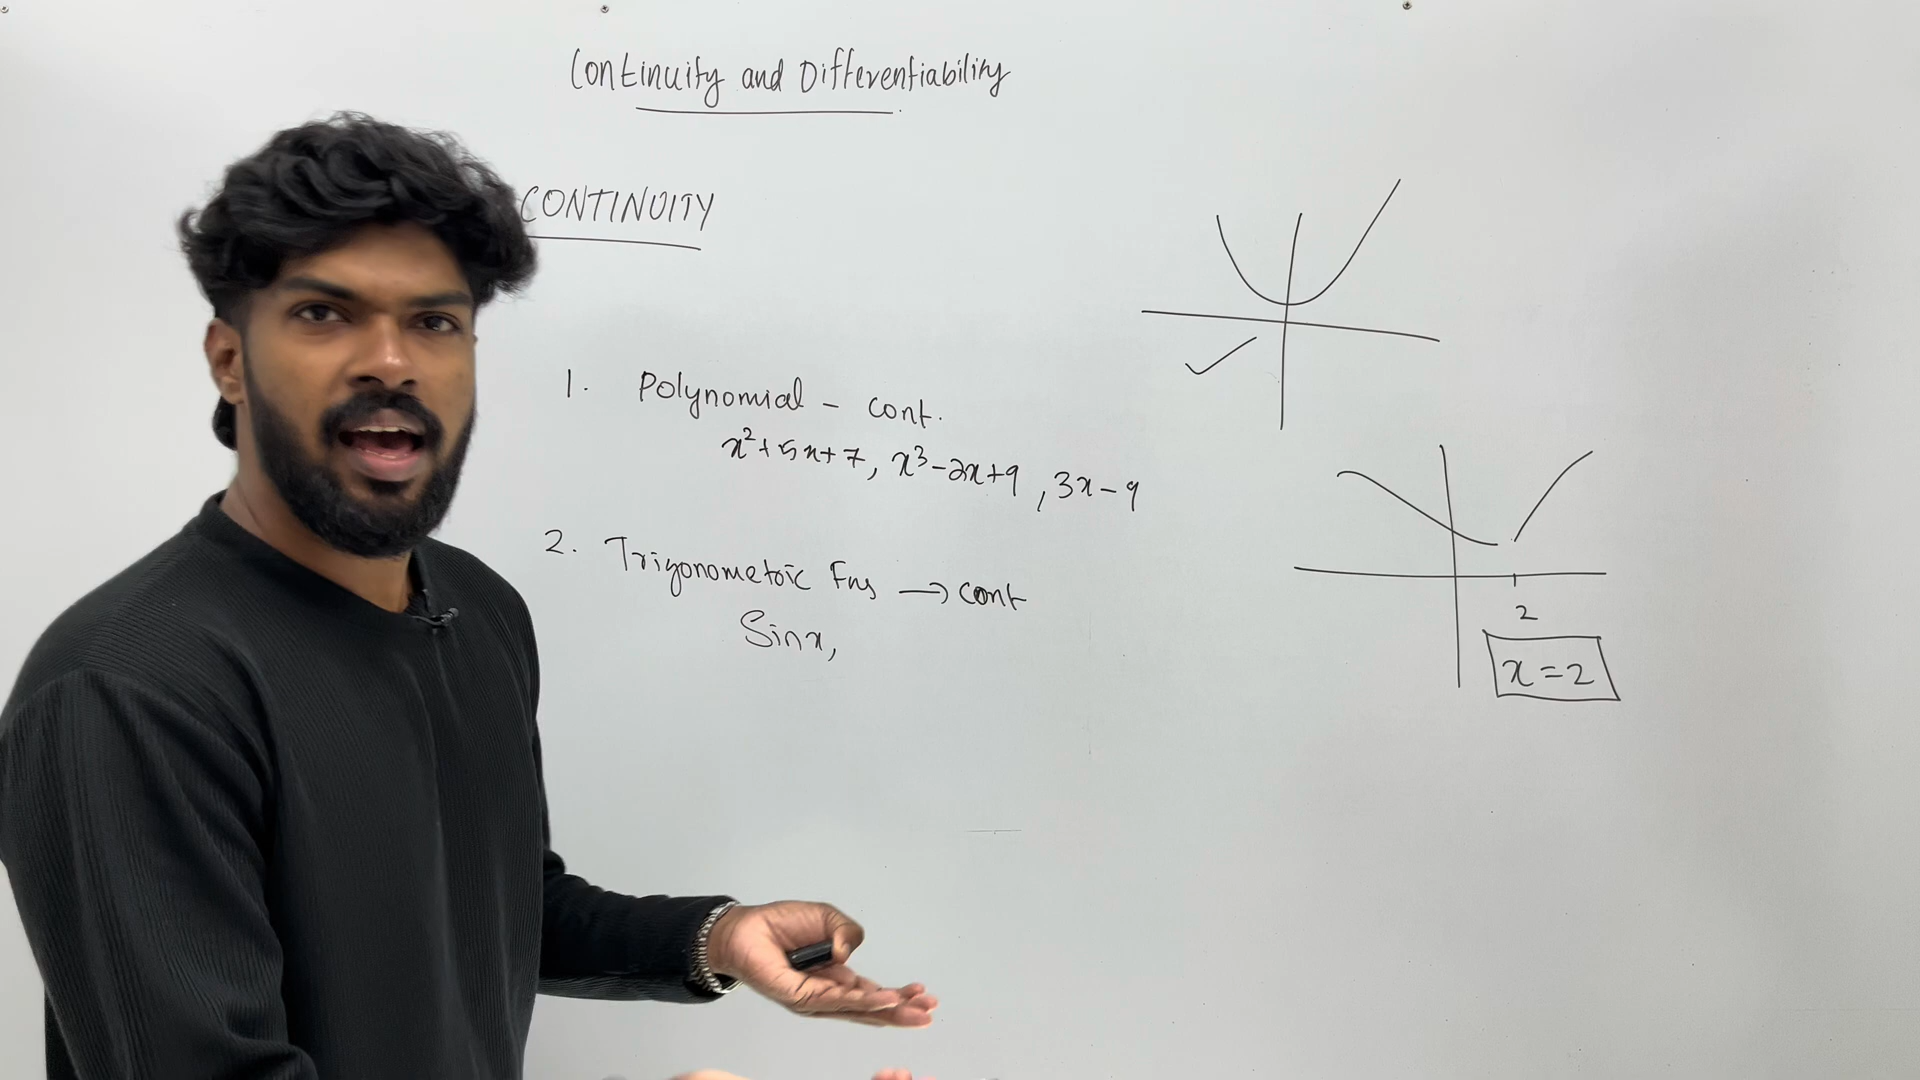 Continuity and Differentiability
CONTINUITY
1. Polynomial - cont.
x²+5x+7, x³-2x+9, 3x-9
2. Trigonometric Fns → cont
Sinx,
2
x=2